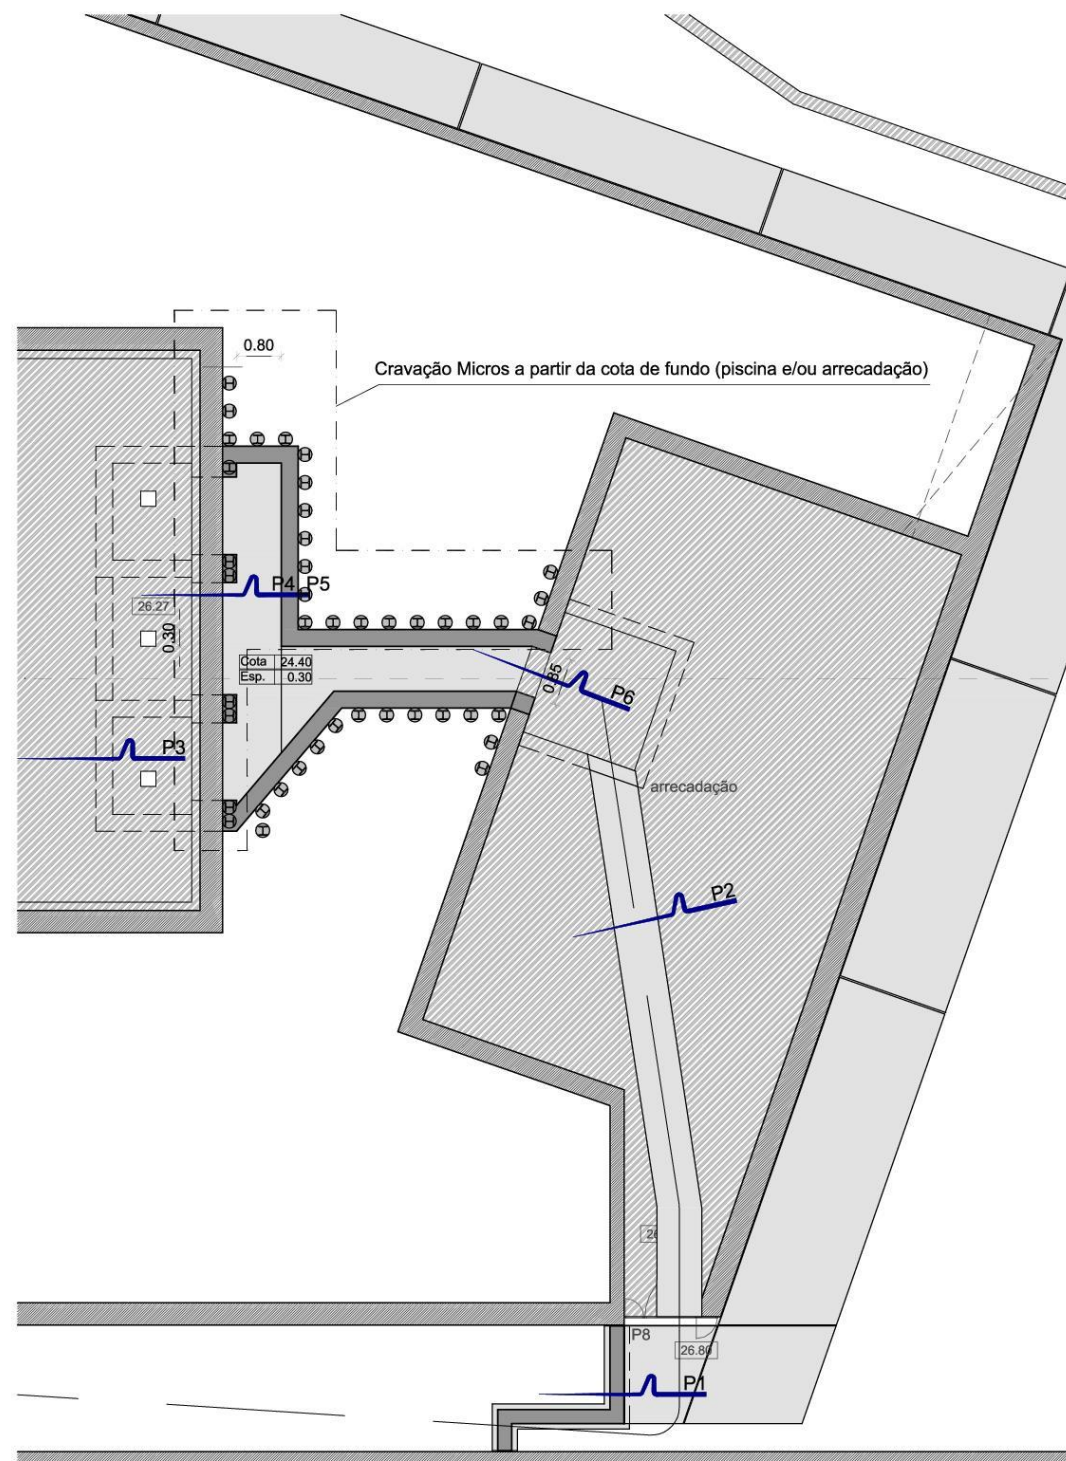 0.80
Cravação Micros a partir da cota de fundo (piscina e/ou arrecadação)
P4 P5
26.27
0.30
Cota 24.40
Esp. 0.30
0.85
P6
P3
arrecadação
P2
P8
26.80
P1